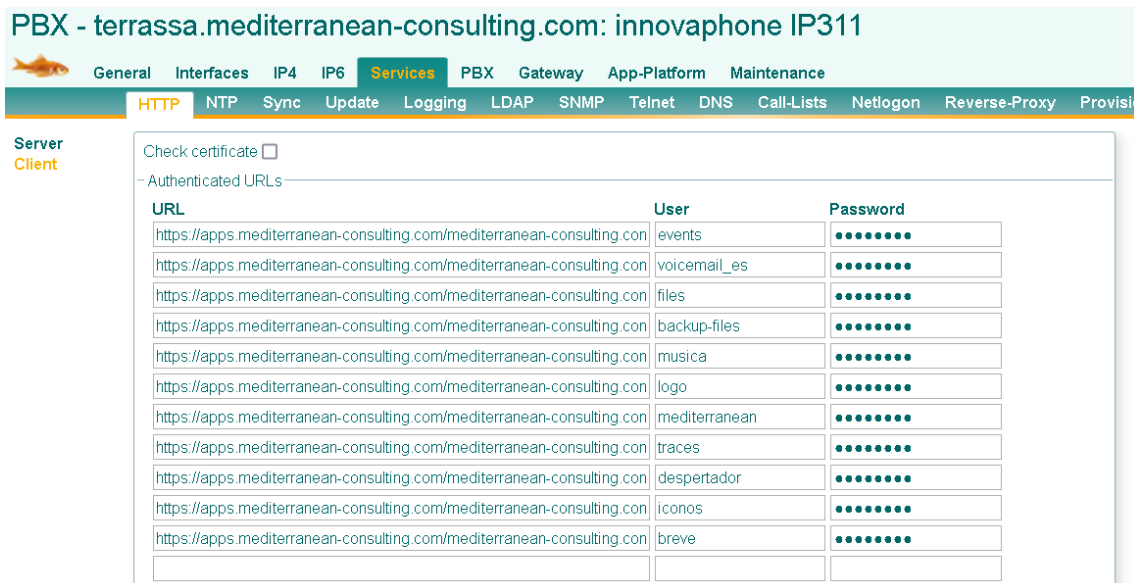 PBX - terrassa.mediterranean-consulting.com: innovaphone IP311
General Interfaces IP4 IP6 Services PBX Gateway App-Platform Maintenance
HTTP NTP Sync Update Logging LDAP SNMP Telnet DNS Call-Lists Netlogon Reverse-Proxy Provisi
Server
Client
Check certificate
Authenticated URLs
URL User Password
https://apps.mediterranean-consulting.com/mediterranean-consulting.con events ••••••••
https://apps.mediterranean-consulting.com/mediterranean-consulting.con voicemail_es ••••••••
https://apps.mediterranean-consulting.com/mediterranean-consulting.con files ••••••••
https://apps.mediterranean-consulting.com/mediterranean-consulting.con backup-files ••••••••
https://apps.mediterranean-consulting.com/mediterranean-consulting.con musica ••••••••
https://apps.mediterranean-consulting.com/mediterranean-consulting.con logo ••••••••
https://apps.mediterranean-consulting.com/mediterranean-consulting.con mediterranean ••••••••
https://apps.mediterranean-consulting.com/mediterranean-consulting.con traces ••••••••
https://apps.mediterranean-consulting.com/mediterranean-consulting.con despertador ••••••••
https://apps.mediterranean-consulting.com/mediterranean-consulting.con iconos ••••••••
https://apps.mediterranean-consulting.com/mediterranean-consulting.con breve ••••••••